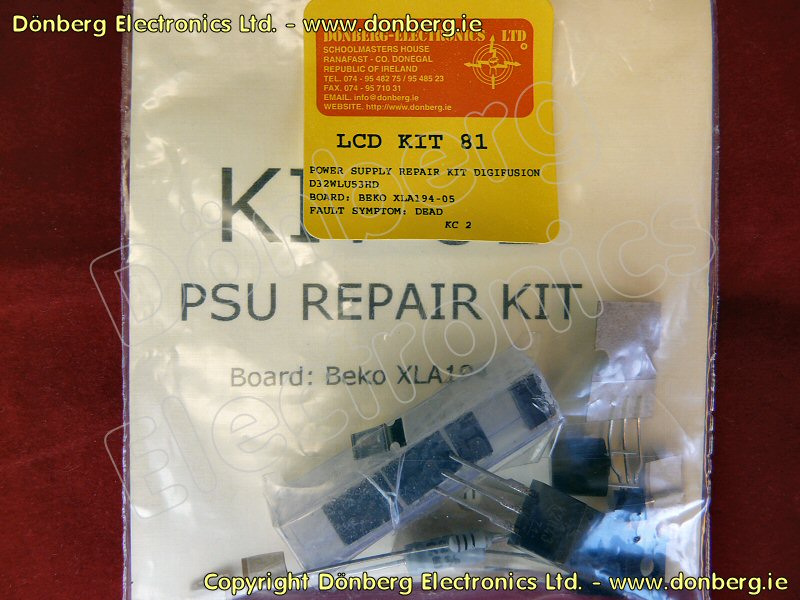 Dönberg Electronics Ltd. - www.donberg.ie
DONBERG-ELECTRONICS LTD
SCHOOLMASTERS HOUSE
RANAFAST - CO. DONEGAL
REPUBLIC OF IRELAND
TEL. 074 - 95 482 75 / 95 485 23
FAX. 074 - 95 710 31
EMAIL. info@donberg.ie
WEBSITE. http://www.donberg.ie
LCD KIT 81
POWER SUPPLY REPAIR KIT DIGIFUSION
D32WLU53HD
BOARD: BEKO XLA194-05
FAULT SYMPTOM: DEAD
KC 2
PSU REPAIR KIT
Board: Beko XLA19
Dönberg
Electronics
Copyright Dönberg Electronics Ltd. - www.donberg.ie